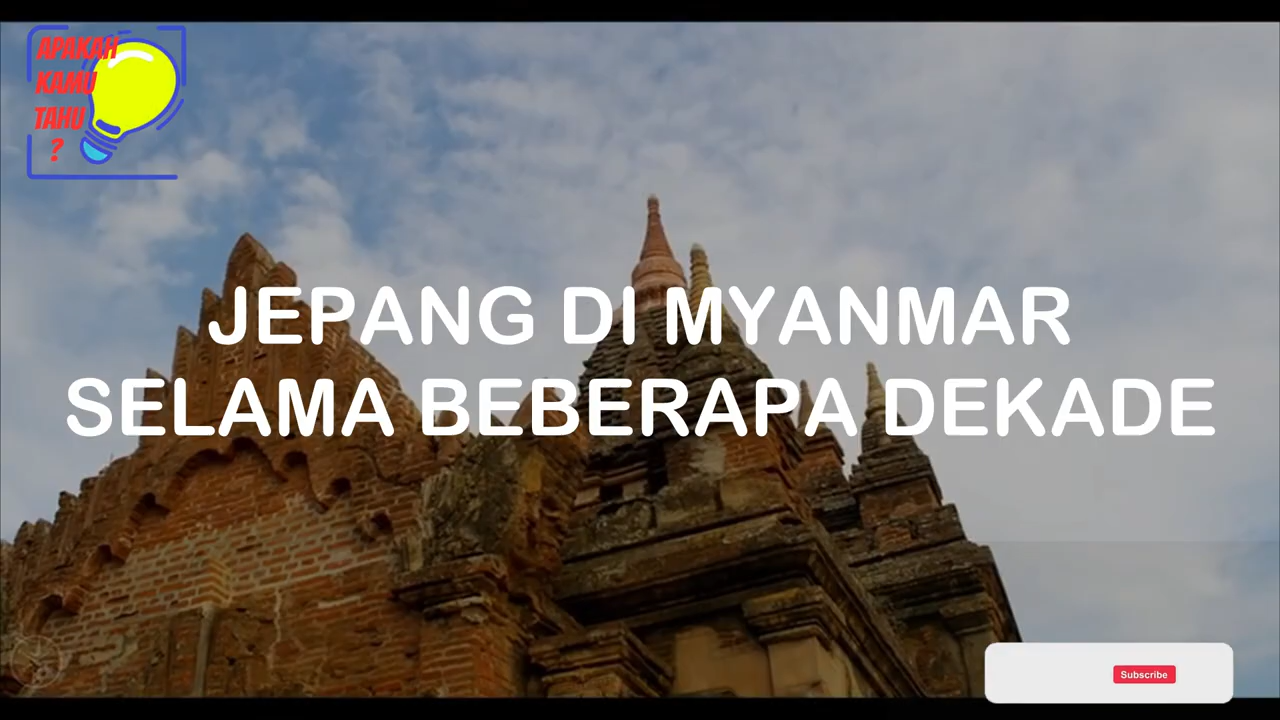 APAKAH
KAMU
TAHU
?
JEPANG DI MYANMAR
SELAMA BEBERAPA DEKADE
Subscribe